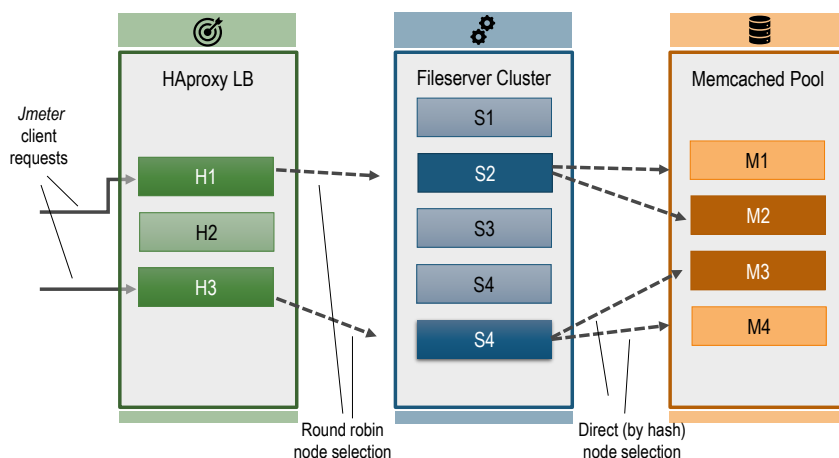 HAproxy LB
Fileserver Cluster
Memcached Pool
Jmeter
client
requests
H1
H2
H3
S1
S2
S3
S4
S4
M1
M2
M3
M4
Round robin
node selection
Direct (by hash)
node selection